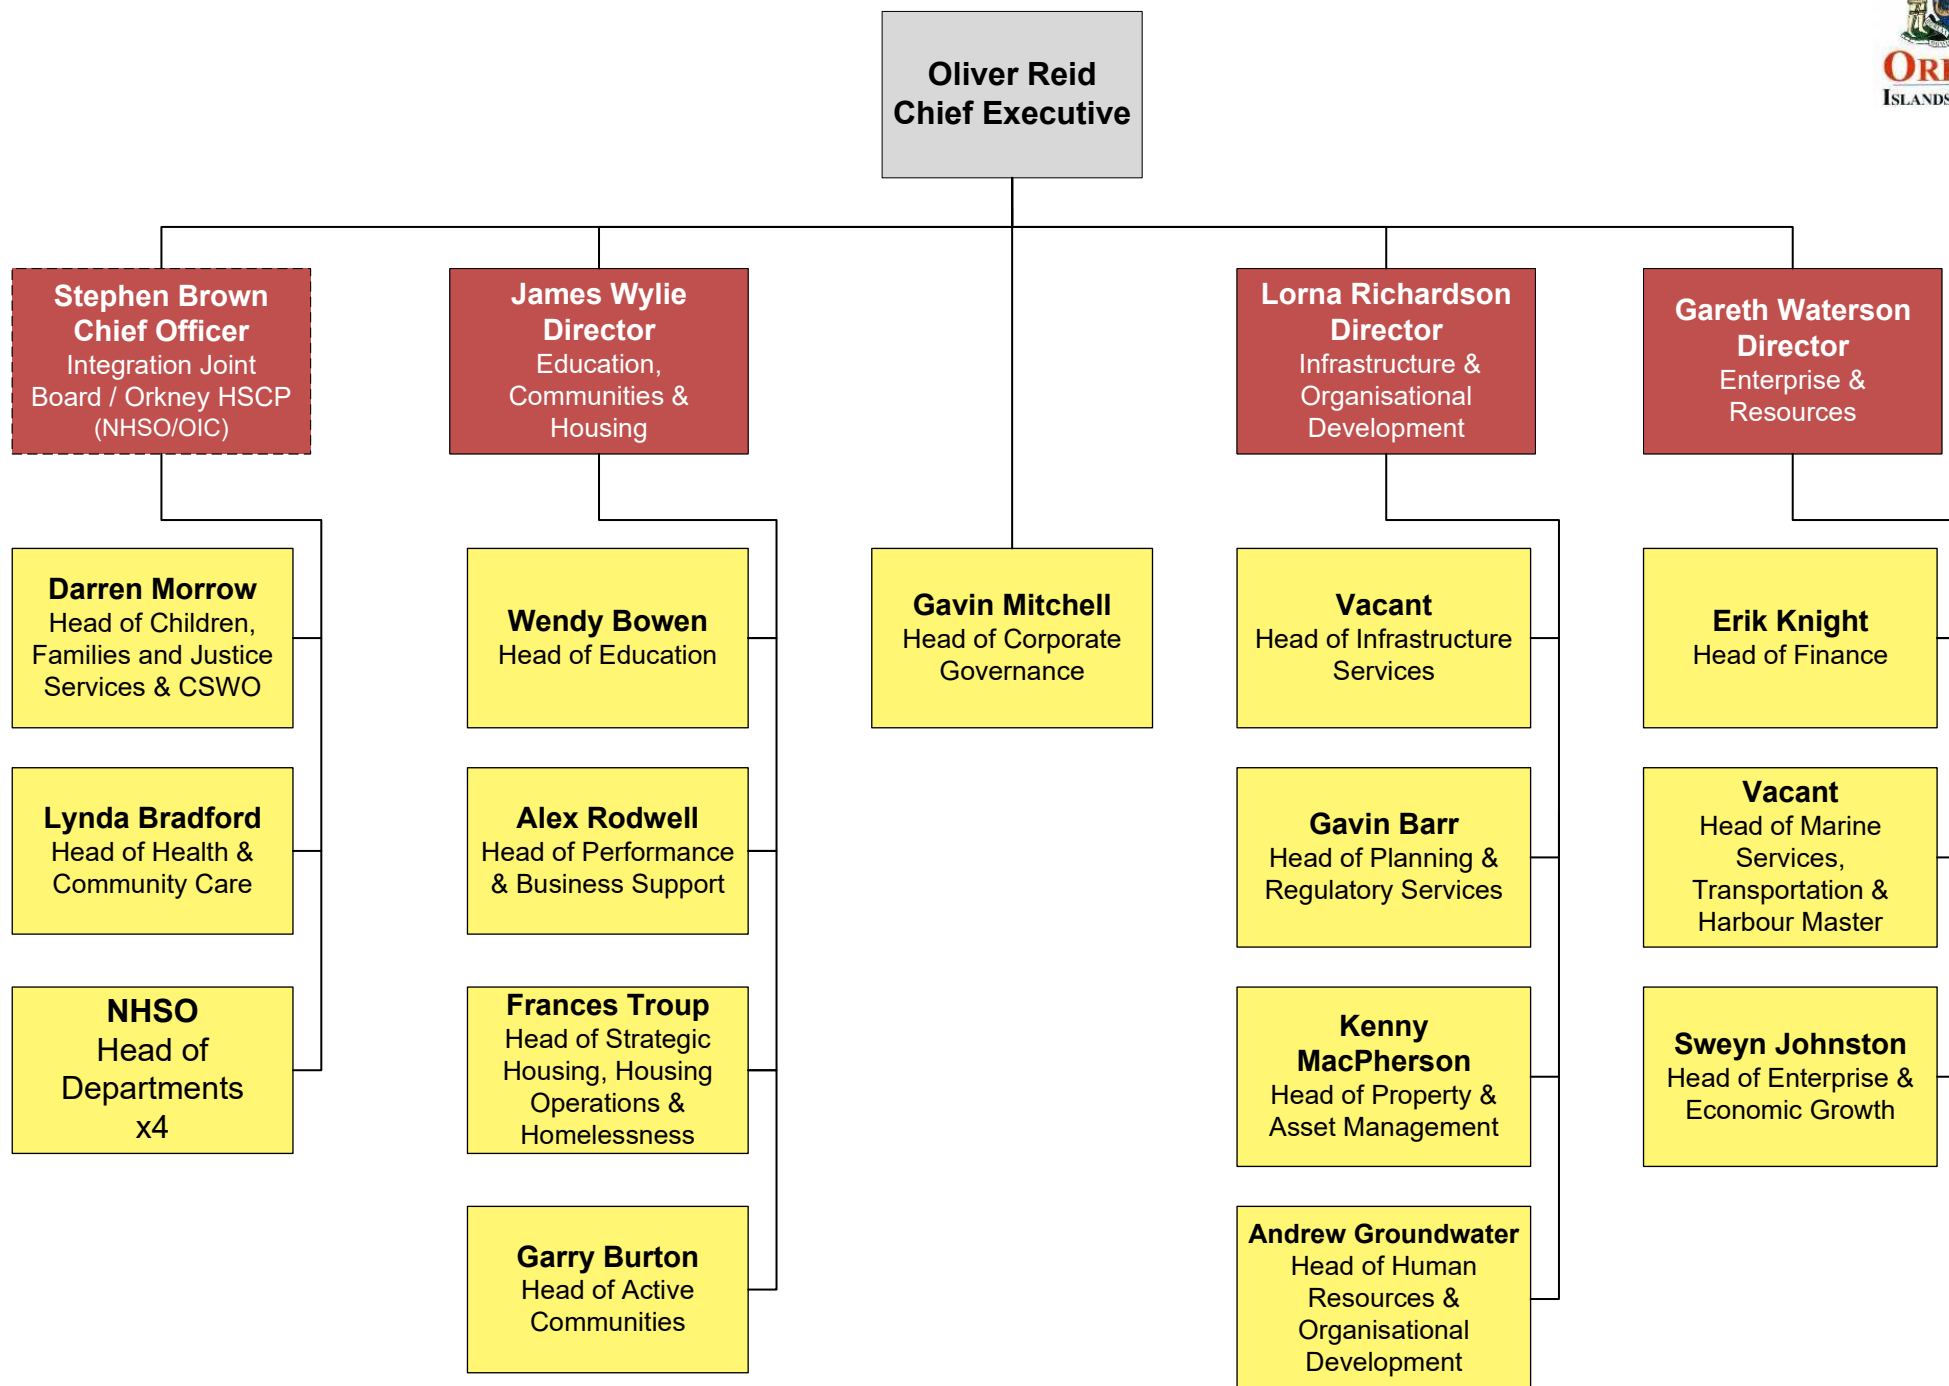 Oliver Reid
Chief Executive
ISLANDS
Stephen Brown
Chief Officer
Integration Joint
Board / Orkney HSCP
(NHSO/OIC)
James Wylie
Director
Education,
Communities &
Housing
Lorna Richardson
Director
Infrastructure &
Organisational
Development
Gareth Waterson
Director
Enterprise &
Resources
Darren Morrow
Head of Children,
Families and Justice
Services & CSWO
Wendy Bowen
Head of Education
Gavin Mitchell
Head of Corporate
Governance
Vacant
Head of Infrastructure
Services
Erik Knight
Head of Finance
Lynda Bradford
Head of Health &
Community Care
Alex Rodwell
Head of Performance
& Business Support
Gavin Barr
Head of Planning &
Regulatory Services
Vacant
Head of Marine
Services,
Transportation &
Harbour Master
NHSO
Head of
Departments
x4
Frances Troup
Head of Strategic
Housing, Housing
Operations &
Homelessness
Kenny
MacPherson
Head of Property &
Asset Management
Sweyn Johnston
Head of Enterprise &
Economic Growth
Garry Burton
Head of Active
Communities
Andrew Groundwater
Head of Human
Resources &
Organisational
Development